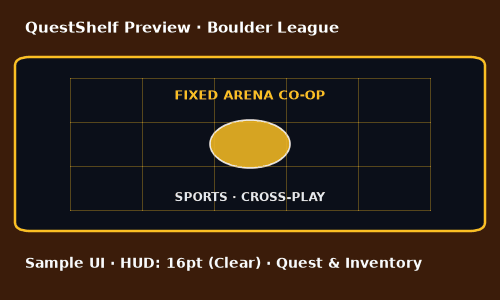 QuestShelf Preview · Boulder League
FIXED ARENA CO-OP
SPORTS · CROSS-PLAY
Sample UI · HUD: 16pt (Clear) · Quest & Inventory